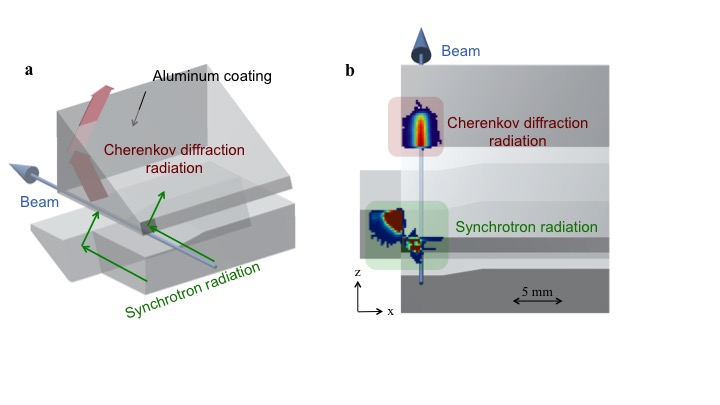 a
Aluminum coating
Cherenkov diffraction
radiation
Beam
Synchrotron radiation
b
Beam
Cherenkov diffraction
radiation
Synchrotron radiation
z
x
5 mm